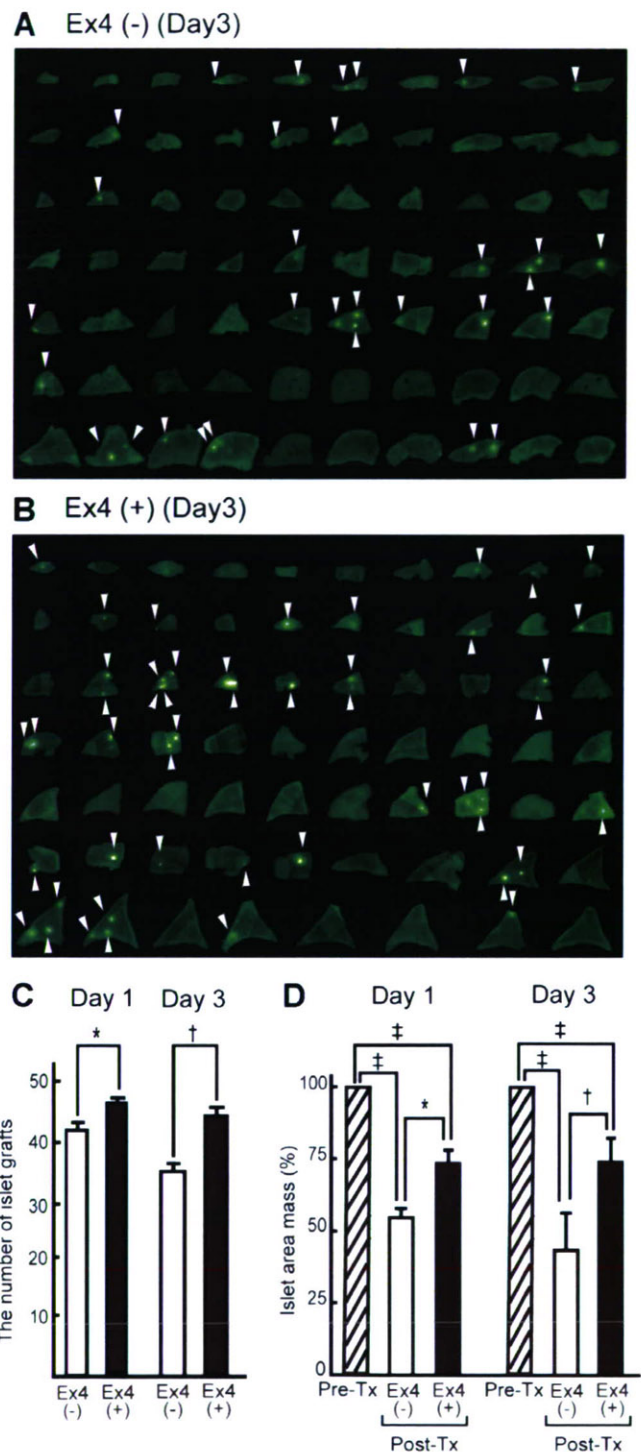 A Ex4 (-) (Day3)
B Ex4 (+) (Day3)
C Day 1 Day 3
* †
The number of islet grafts
50
40
30
20
10
Ex4 (-)
Ex4 (+)
Ex4 (-)
Ex4 (+)
D Day 1 Day 3
‡ ‡
‡ ‡
* †
Islet area mass (%)
100
75
50
25
0
Pre-Tx Ex4 (-) Ex4 (+) Pre-Tx Ex4 (-) Ex4 (+)
Post-Tx Post-Tx